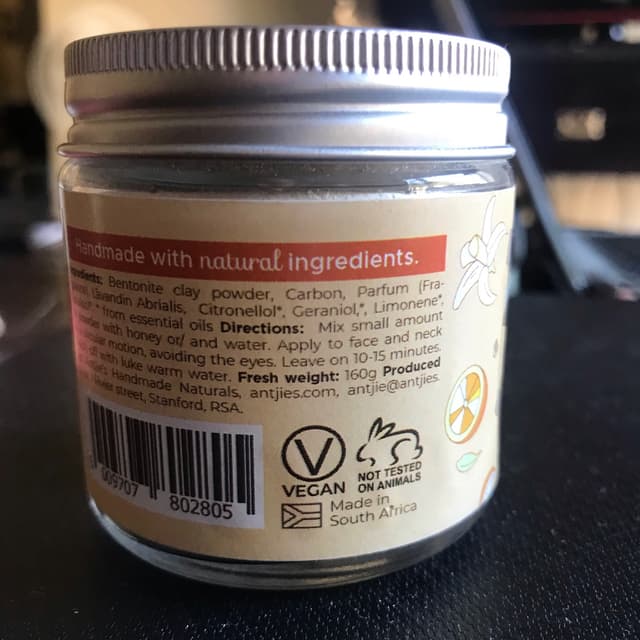 Handmade with natural ingredients.
Ingredients: Bentonite clay powder, Carbon, Parfum (Fra-
Lavandin Abrialis, Citronellol*, Geraniol,*, Limonene*,
* from essential oils Directions: Mix small amount
with honey or/ and water. Apply to face and neck
motion, avoiding the eyes. Leave on 10-15 minutes.
off with luke warm water. Fresh weight: 160g Produced
Handmade Naturals, antjies.com, antjie@antjies.
street, Stanford, RSA.
009707 802805
V
VEGAN
NOT TESTED
ON ANIMALS
Made in
South Africa